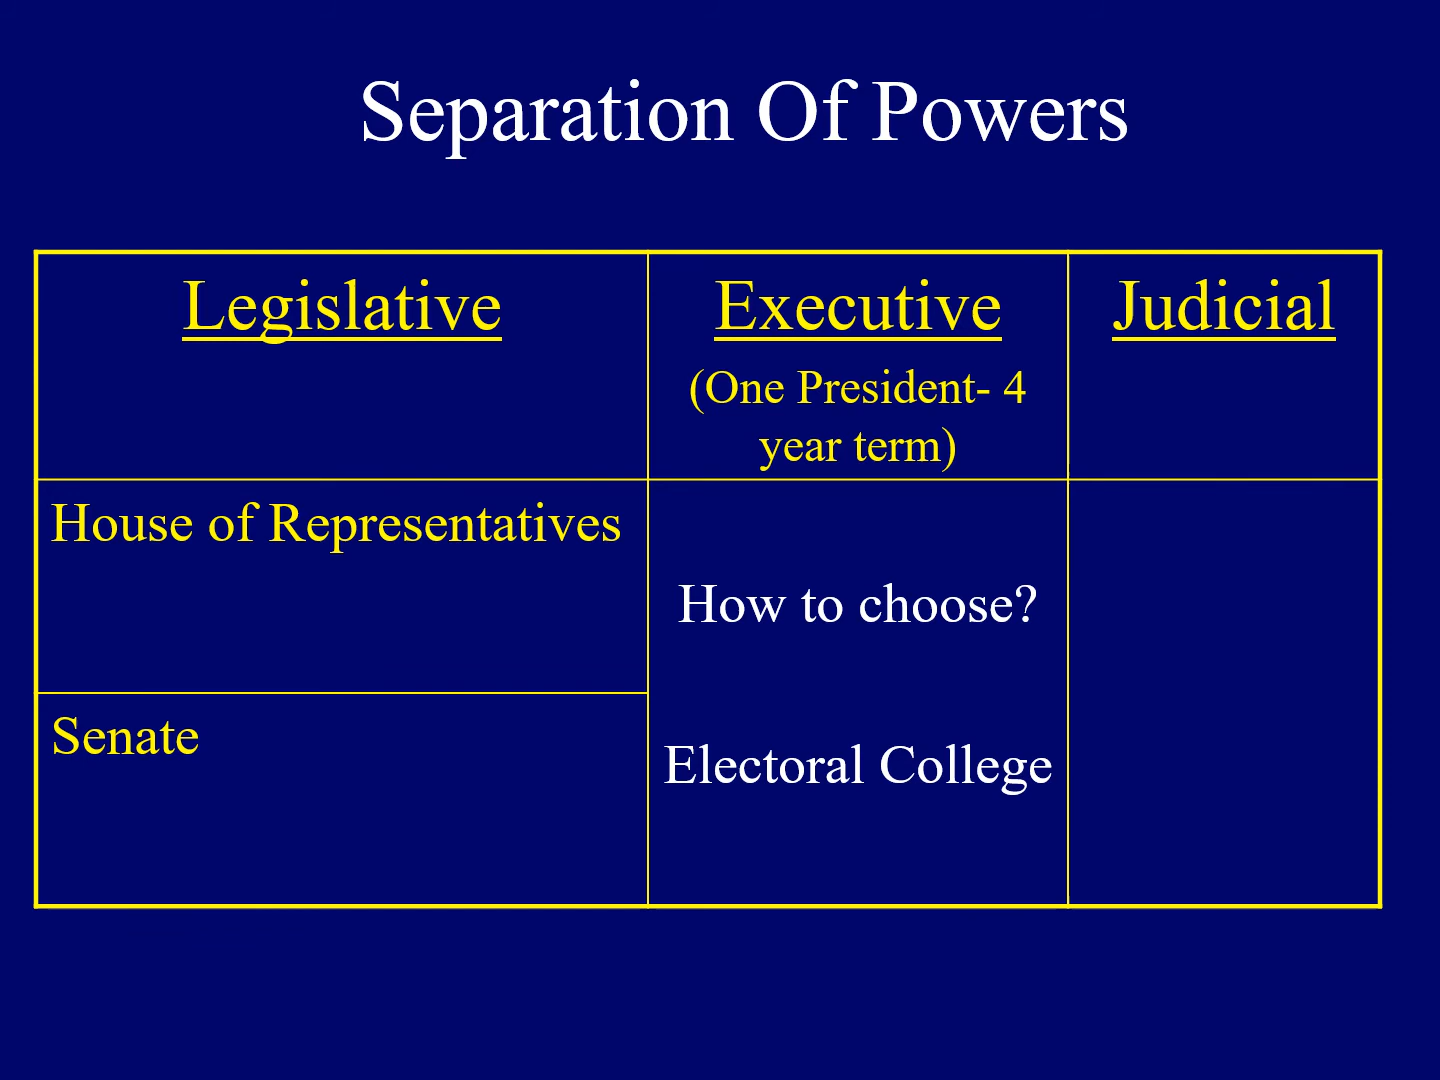 Separation Of Powers
Legislative
Executive
(One President- 4
year term)
Judicial
House of Representatives
How to choose?
Electoral College
Senate